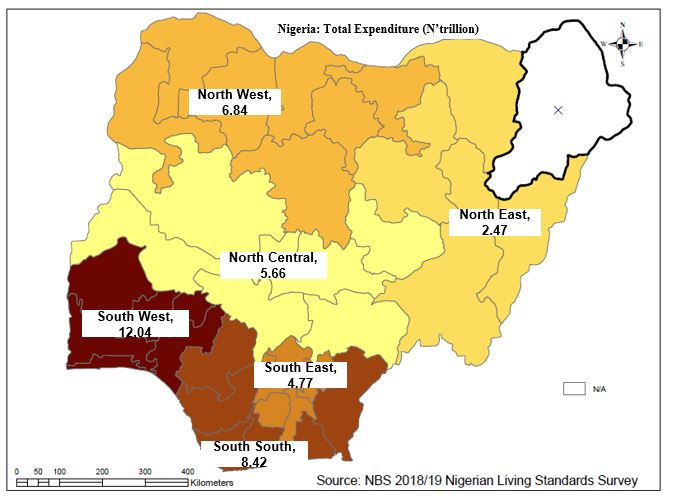 Nigeria: Total Expenditure (N'trillion)
N
W E
S
North West,
6.84
North East,
2.47
North Central,
5.66
South West,
12.04
South East,
4.77
N/A
South South,
8.42
0 50 100 200 300 400
Kilometers
Source: NBS 2018/19 Nigerian Living Standards Survey